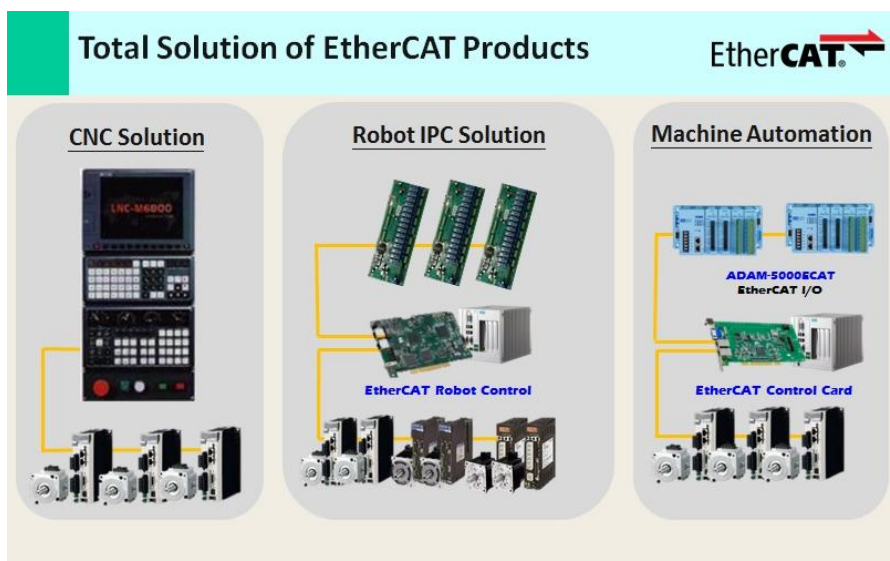 Total Solution of EtherCAT Products
EtherCAT®
CNC Solution
Robot IPC Solution
Machine Automation
LNC-M6800
ADAM-5000ECAT
EtherCAT I/O
EtherCAT Robot Control
EtherCAT Control Card